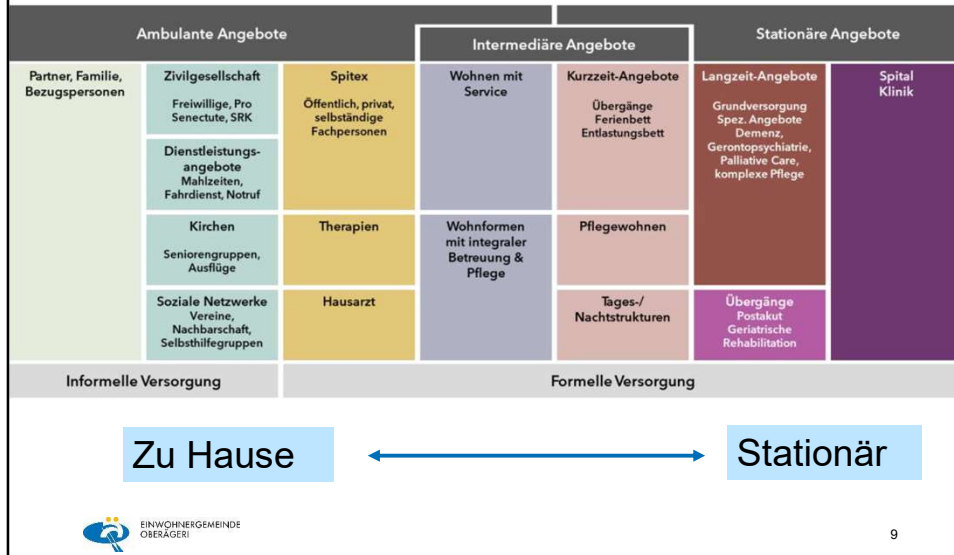 Ambulante Angebote
Intermediäre Angebote
Stationäre Angebote
Partner, Familie,
Bezugspersonen
Zivilgesellschaft
Freiwillige, Pro
Senectute, SRK
Dienstleistungs-
angebote
Mahlzeiten,
Fahrdienst, Notruf
Kirchen
Seniorengruppen,
Ausflüge
Soziale Netzwerke
Vereine,
Nachbarschaft,
Selbsthilfegruppen
Spitex
Öffentlich, privat,
selbständige
Fachpersonen
Therapien
Hausarzt
Wohnen mit
Service
Wohnformen
mit integraler
Betreuung &
Pflege
Kurzzeit-Angebote
Übergänge
Ferienbett
Entlastungsbett
Pflegewohnen
Tages-/
Nachtstrukturen
Langzeit-Angebote
Grundversorgung
Spez. Angebote
Demenz,
Gerontopsychiatrie,
Palliative Care,
komplexe Pflege
Übergänge
Postakut
Geriatrische
Rehabilitation
Spital
Klinik
Informelle Versorgung
Formelle Versorgung
Zu Hause
Stationär
EINWOHNERGEMEINDE
OBERÄGERI
9